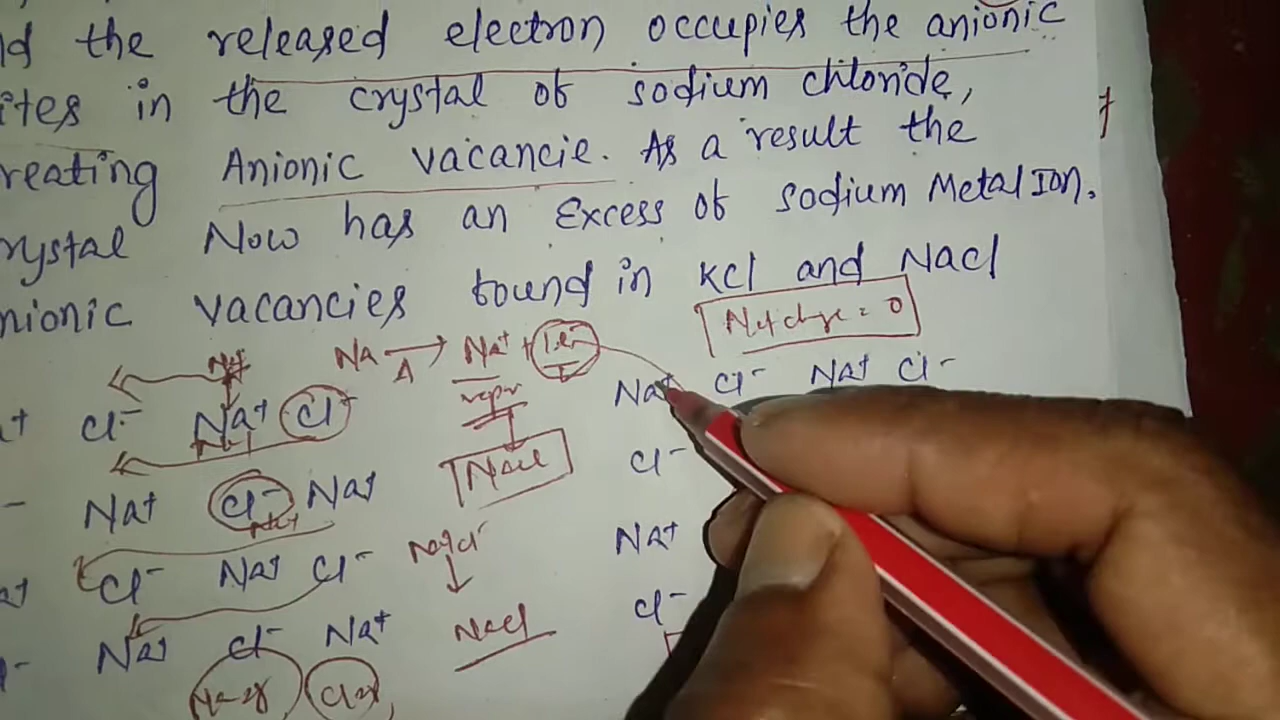 the released electron occupies the anionic
ites in the crystal of sodium chloride,
reating Anionic vacancie. As a result the
rystal Now has an Excess of sodium Metal Ion.
nionic vacancies found in KCl and NaCl
Net chge = 0
Na → Na+ + 1e-
Δ
Cl- Na+ Cl-
Na+ Cl- Na+ Cl-
NaCl
Cl-
Na+ Cl- Na+
Na+
Cl- Na+ Cl-
Na+Cl-
Cl-
Na+ Cl- Na+
NaCl